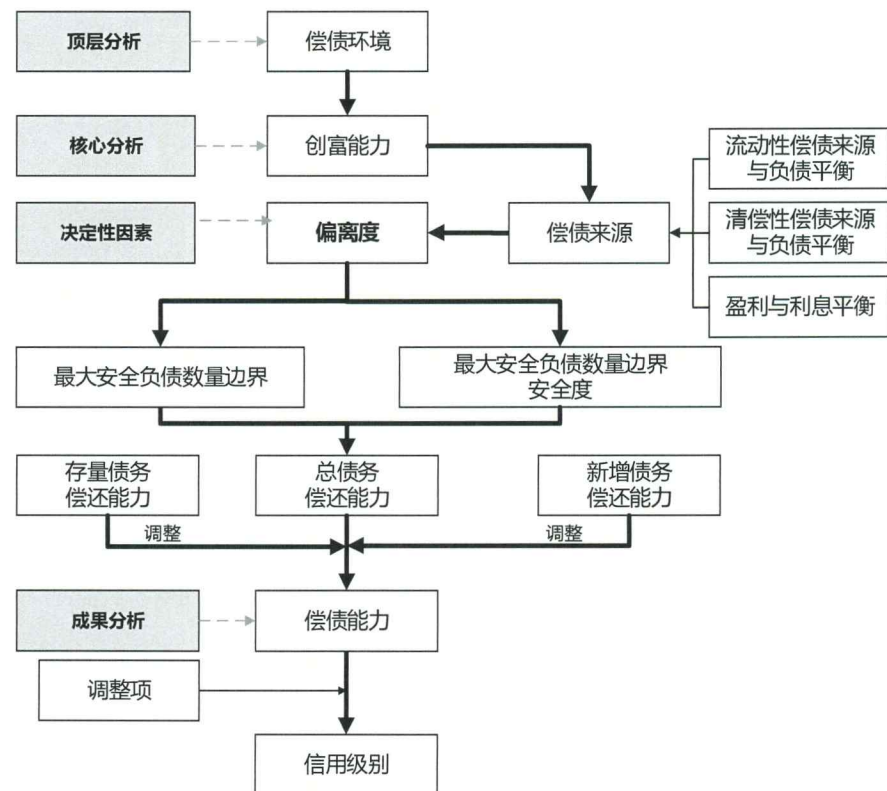 顶层分析
偿债环境
核心分析
创富能力
流动性偿债来源
与负债平衡
决定性因素
偏离度
偿债来源
清偿性偿债来源
与负债平衡
盈利与利息平衡
最大安全负债数量边界
最大安全负债数量边界
安全度
存量债务
偿还能力
总债务
偿还能力
新增债务
偿还能力
调整
调整
成果分析
偿债能力
调整项
信用级别